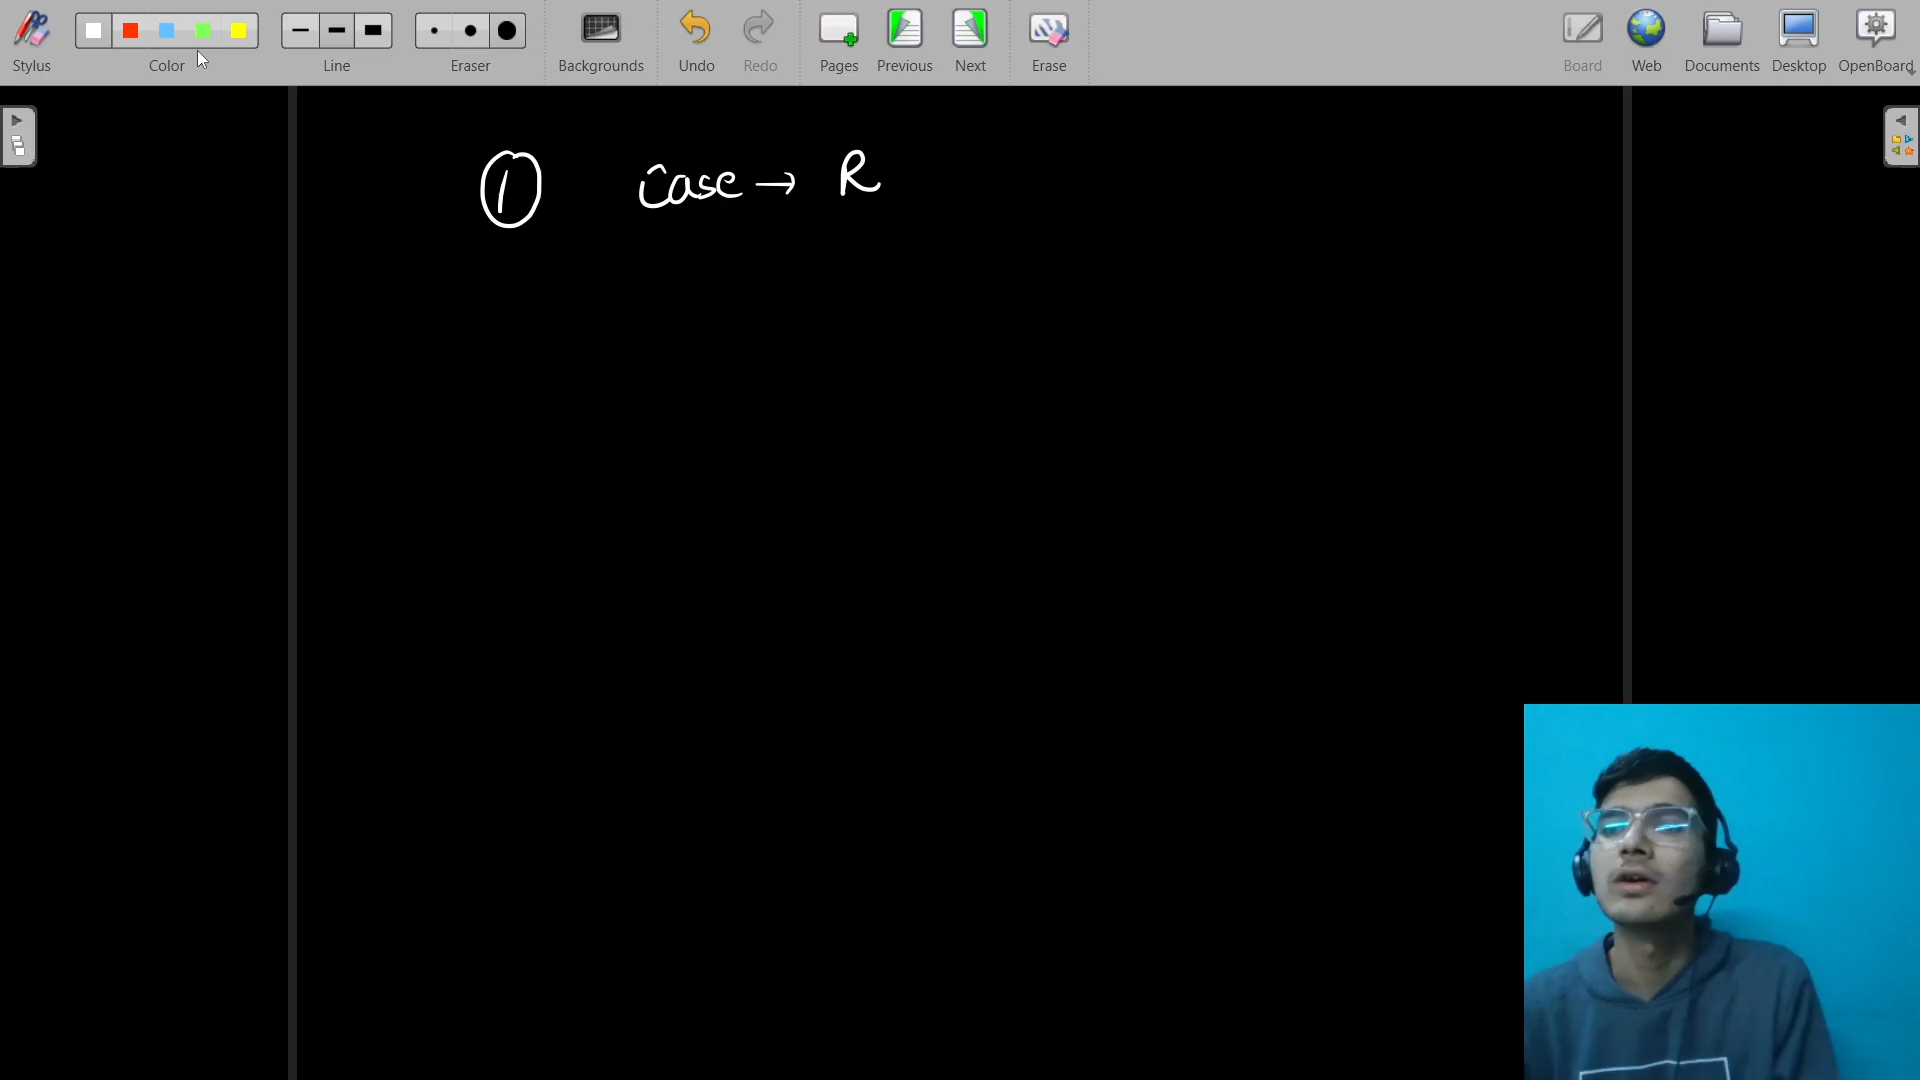 Stylus Color Line Eraser Backgrounds Undo Redo Pages Previous Next Erase Board Web Documents Desktop OpenBoard
① case → R